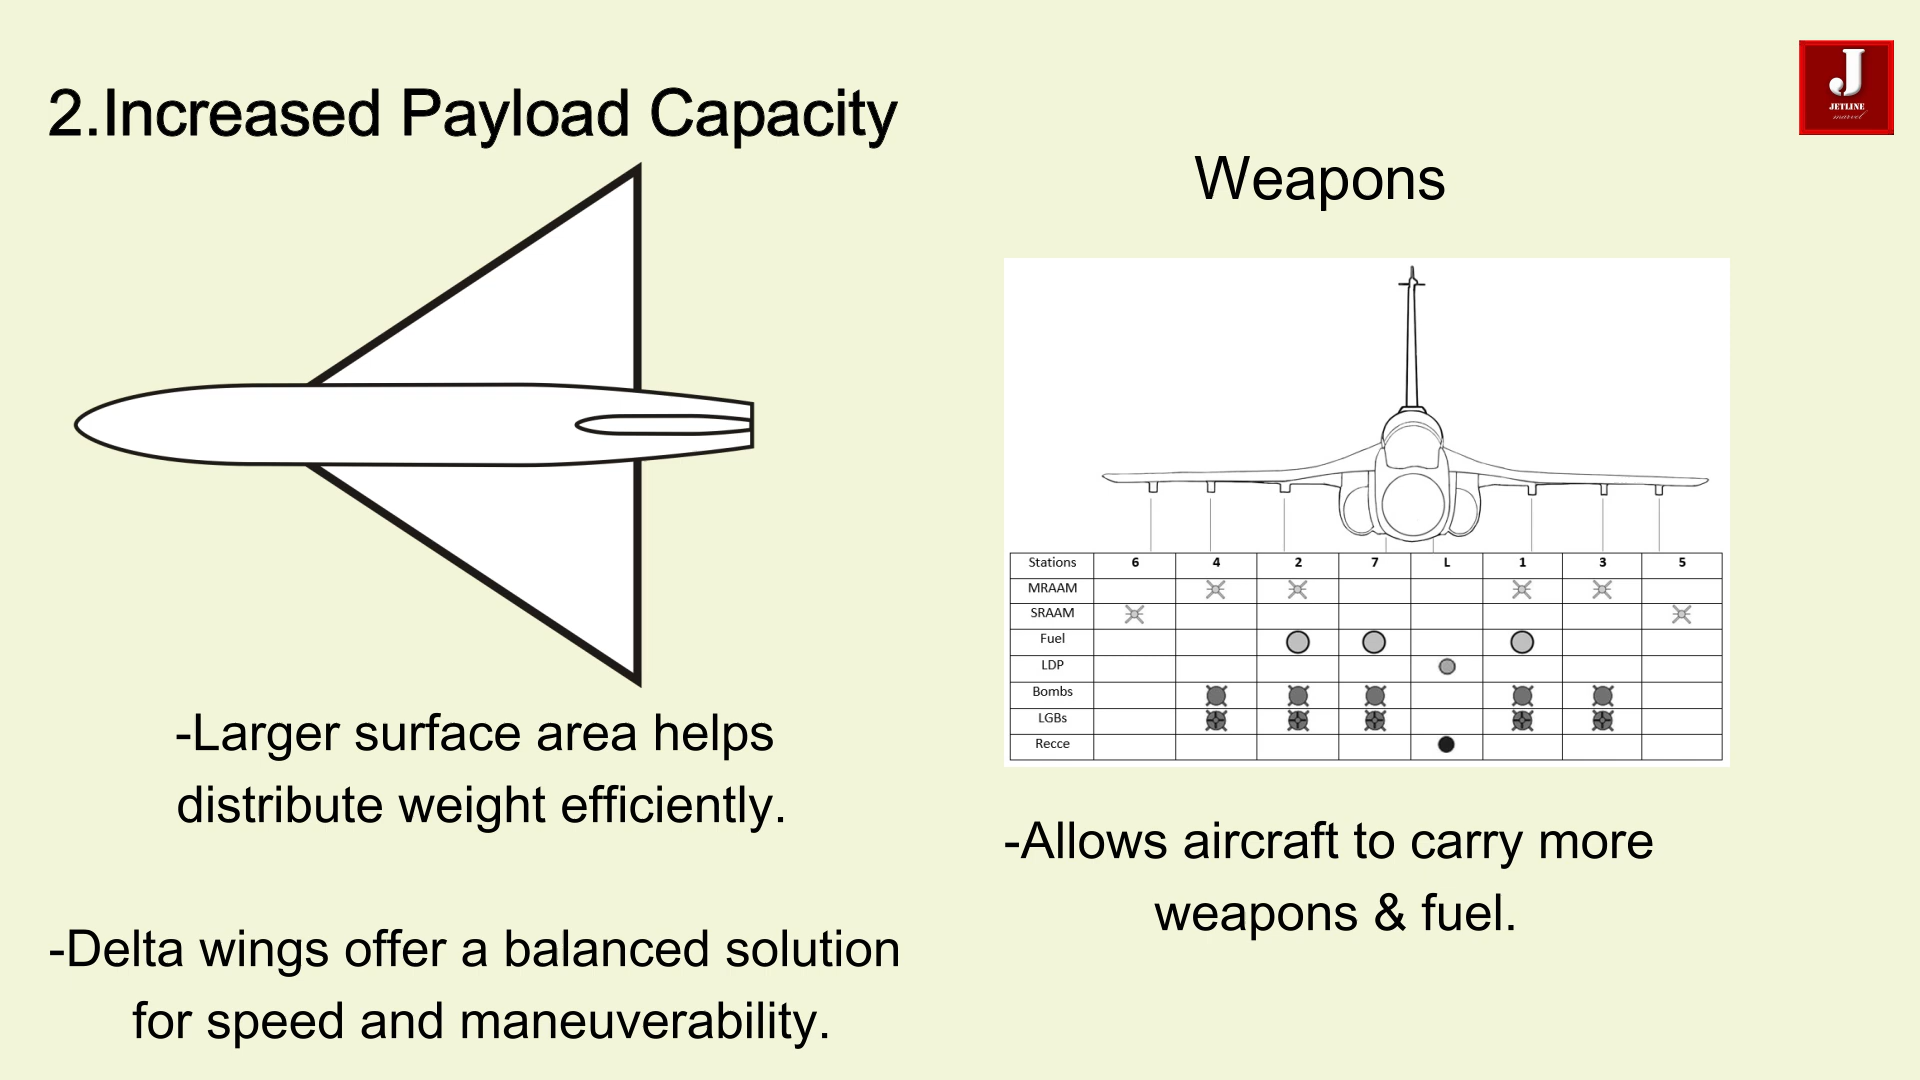 2.Increased Payload Capacity
J
JETLINE
marvel
Weapons
Stations 6 4 2 7 L 1 3 5
MRAAM
SRAAM
Fuel
LDP
Bombs
LGBs
Recce
-Larger surface area helps
distribute weight efficiently.
-Delta wings offer a balanced solution
for speed and maneuverability.
-Allows aircraft to carry more
weapons & fuel.